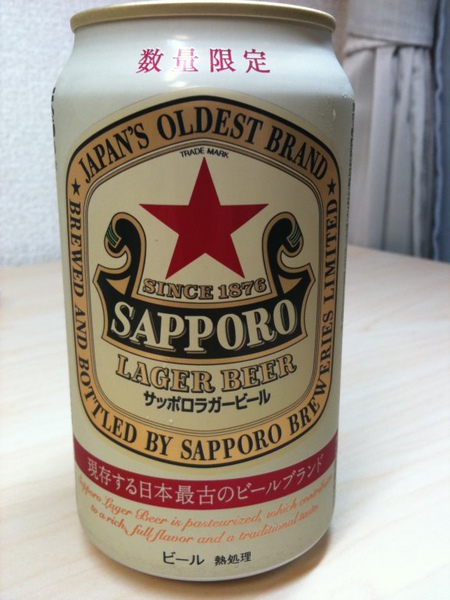 数量限定
JAPAN'S OLDEST BRAND
TRADE MARK
SINCE 1876
SAPPORO
LAGER BEER
サッポロラガービール
★ BREWED AND BOTTLED BY SAPPORO BREWERIES LIMITED ★
現存する日本最古のビールブランド
Sapporo Lager Beer is pasteurized, which contributes
to a rich, full flavor and a traditional taste
ビール 熱処理